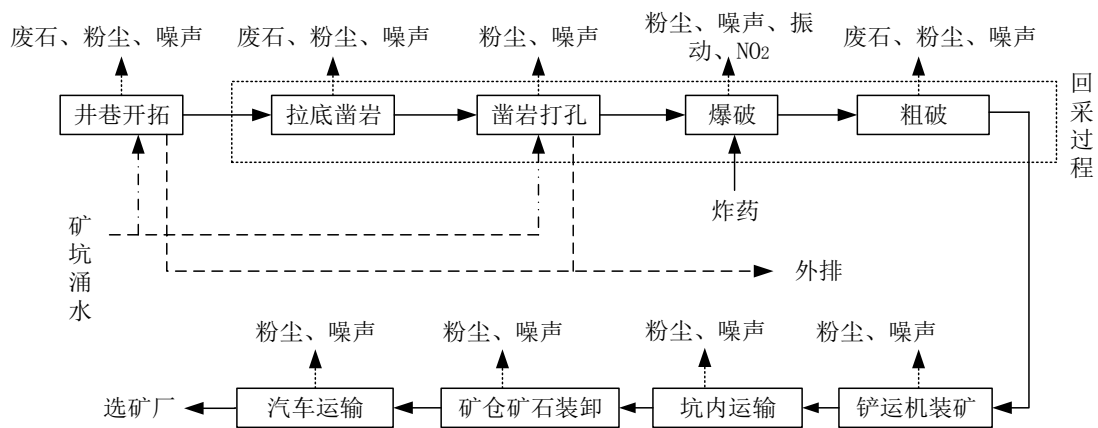 废石、粉尘、噪声
废石、粉尘、噪声
粉尘、噪声
粉尘、噪声、振
动、NO2
废石、粉尘、噪声
井巷开拓
拉底凿岩
凿岩打孔
爆破
粗破
回采过程
炸药
矿坑涌水
外排
粉尘、噪声
粉尘、噪声
粉尘、噪声
粉尘、噪声
选矿厂
汽车运输
矿仓矿石装卸
坑内运输
铲运机装矿